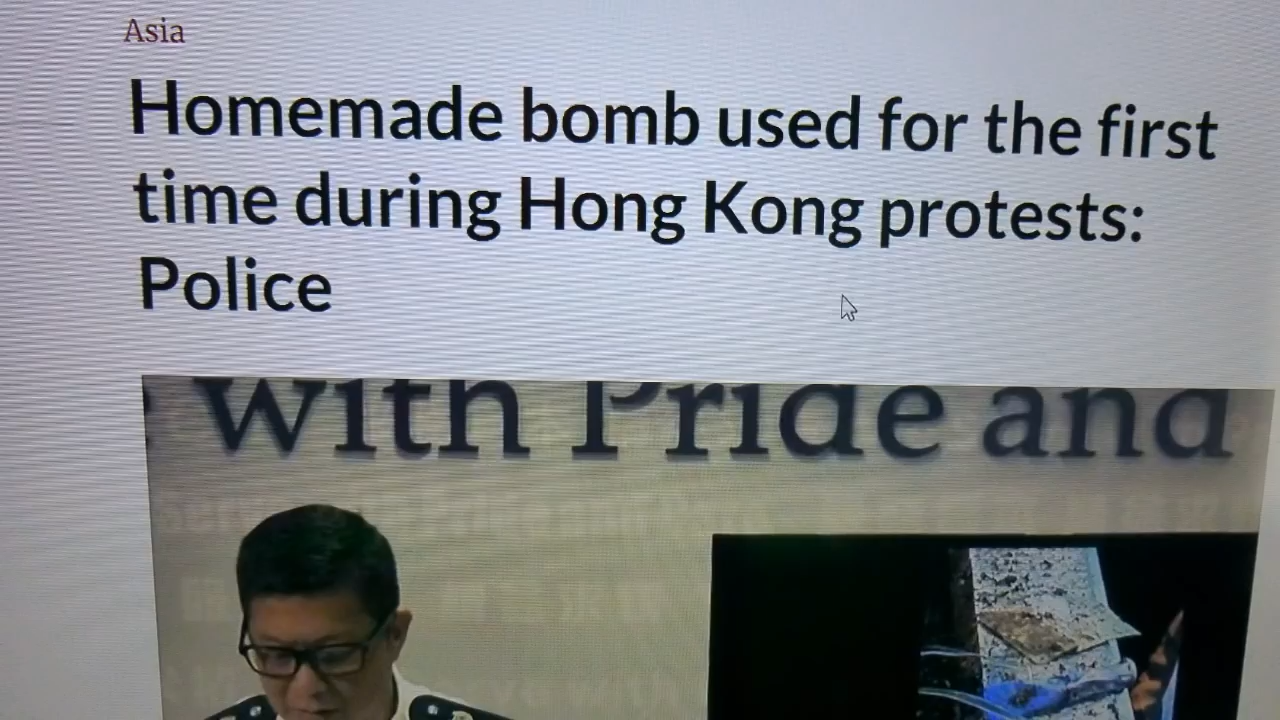 Asia
Homemade bomb used for the first
time during Hong Kong protests:
Police
with Pride and